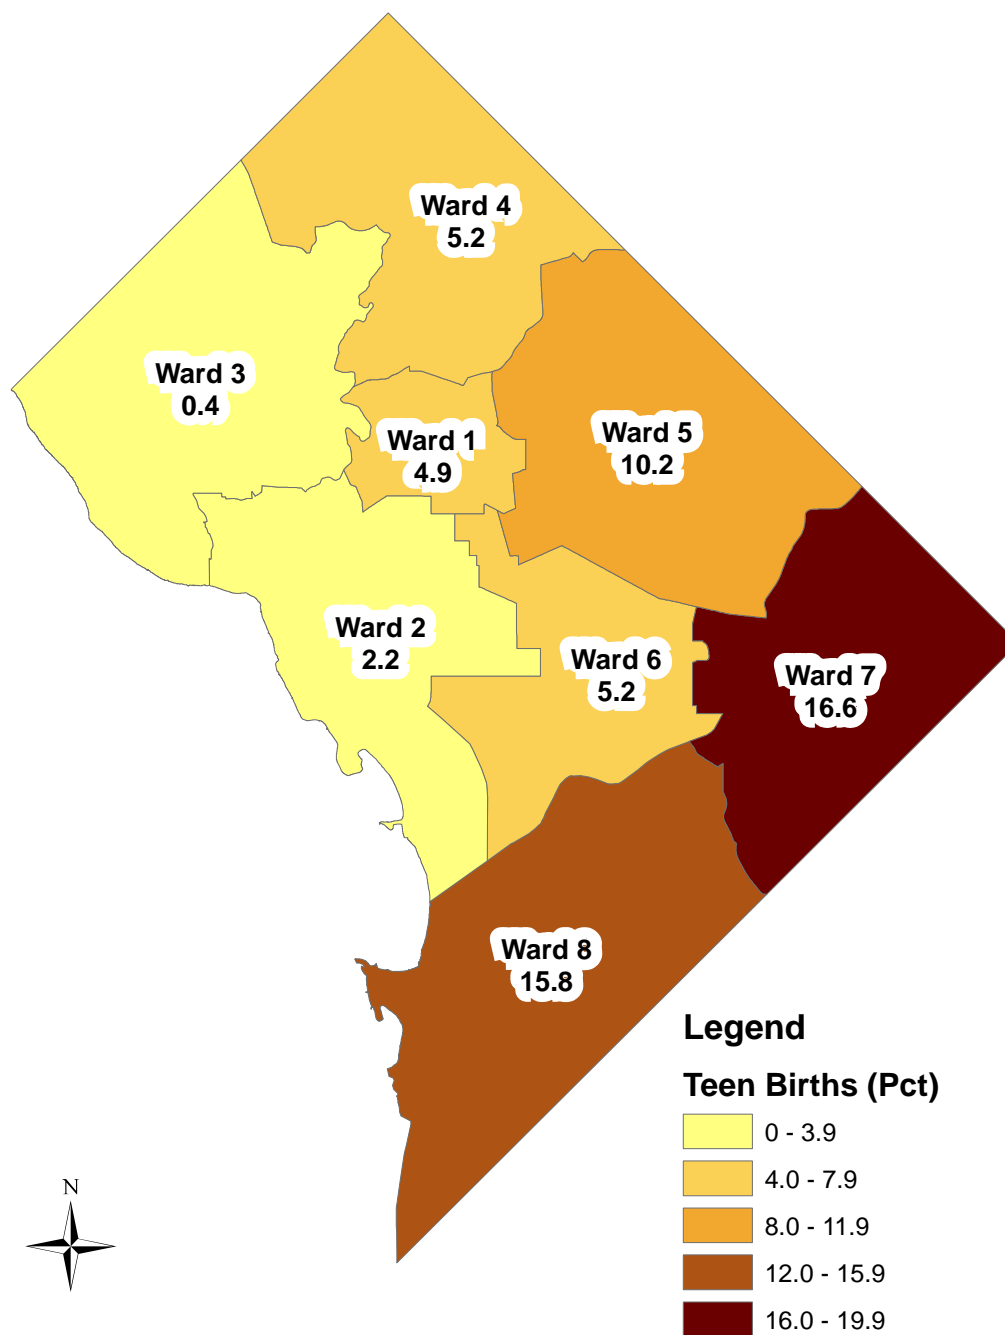 Ward 4
5.2
Ward 3
0.4
Ward 1
4.9
Ward 5
10.2
Ward 2
2.2
Ward 6
5.2
Ward 7
16.6
Ward 8
15.8
Legend
Teen Births (Pct)
0 - 3.9
4.0 - 7.9
8.0 - 11.9
12.0 - 15.9
16.0 - 19.9
N